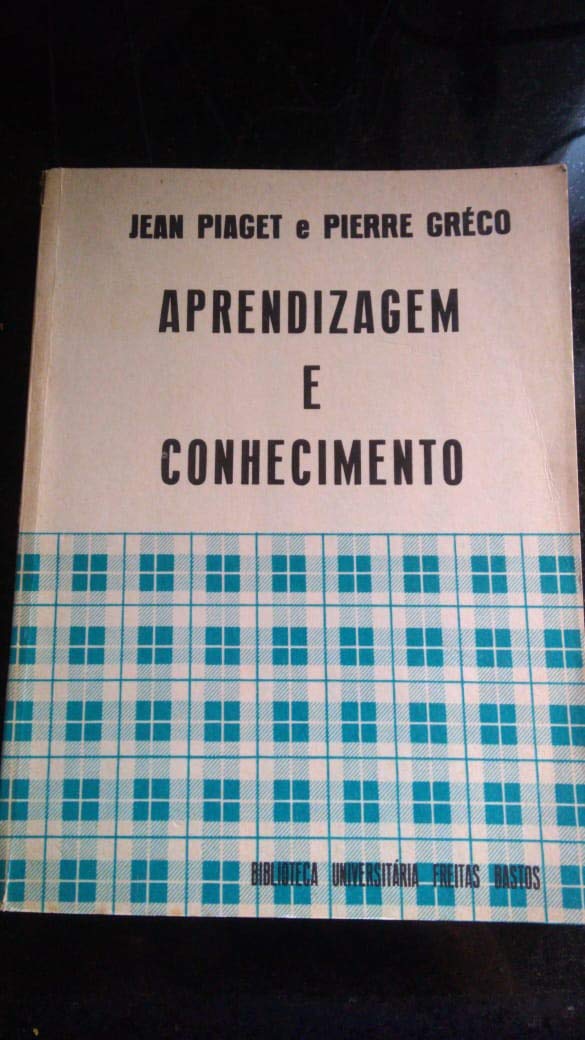 JEAN PIAGET e PIERRE GRÉCO
APRENDIZAGEM
E
CONHECIMENTO
BIBLIOTECA UNIVERSITÁRIA FREITAS BASTOS